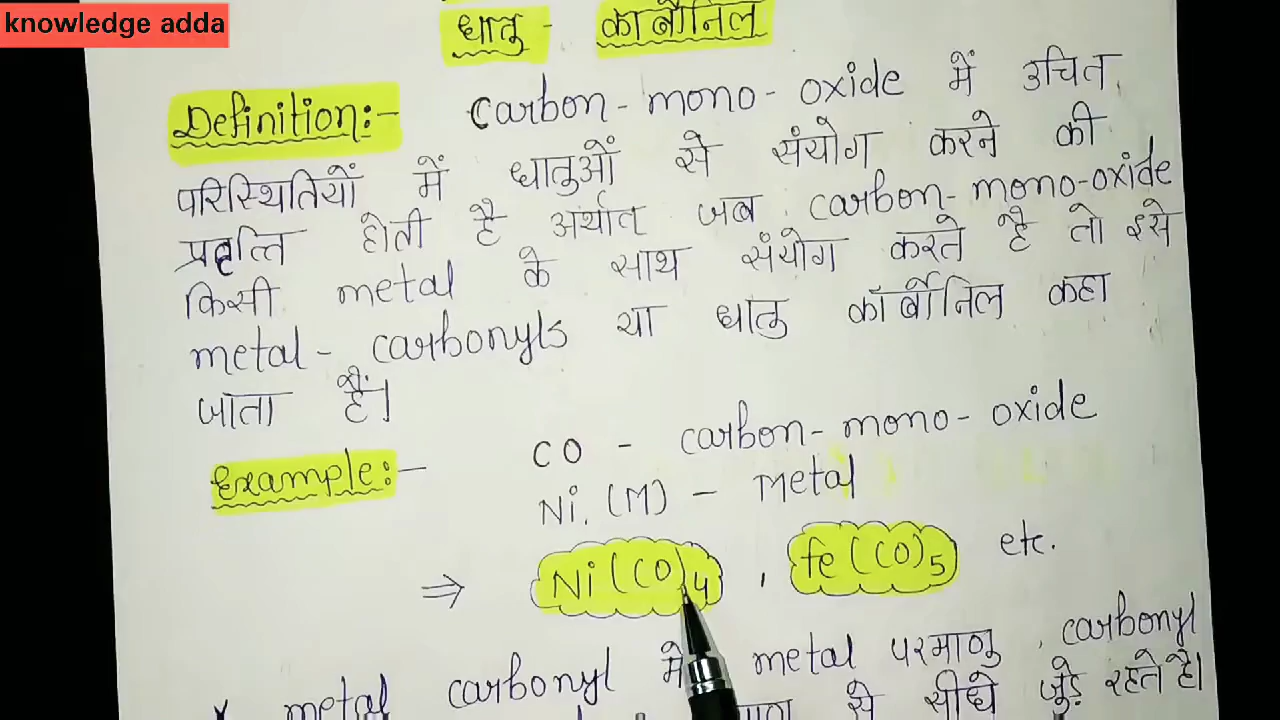 knowledge adda
धातु - कार्बोनिल
Definition:- Carbon-mono-oxide में उचित
परिस्थितियों में धातुओं से संयोग करने की
प्रवृत्ति होती है अर्थात जब carbon-mono-oxide
किसी metal के साथ संयोग करते है तो इसे
metal-carbonyls या धातु कॉर्बोनिल कहा
जाता हैं।
CO - carbon-mono-oxide
Example:-
Ni. (M) - metal
⇒ Ni(CO)4 , fe(CO)5 etc.
metal carbonyl में metal परमाणु, carbonyl
metal से सीधे जुड़े रहते है।